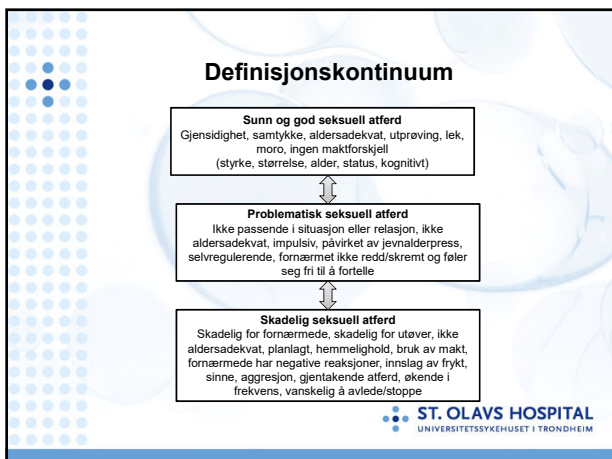 Definisjonskontinuum
Sunn og god seksuell atferd
Gjensidighet, samtykke, aldersadekvat, utprøving, lek,
moro, ingen maktforskjell
(styrke, størrelse, alder, status, kognitivt)
Problematisk seksuell atferd
Ikke passende i situasjon eller relasjon, ikke
aldersadekvat, impulsiv, påvirket av jevnalderpress,
selvregulerende, fornærmet ikke redd/skremt og føler
seg fri til å fortelle
Skadelig seksuell atferd
Skadelig for fornærmede, skadelig for utøver, ikke
aldersadekvat, planlagt, hemmelighold, bruk av makt,
fornærmede har negative reaksjoner, innslag av frykt,
sinne, aggresjon, gjentakende atferd, økende i
frekvens, vanskelig å avlede/stoppe
ST. OLAVS HOSPITAL
UNIVERSITETSSYKEHUSET I TRONDHEIM